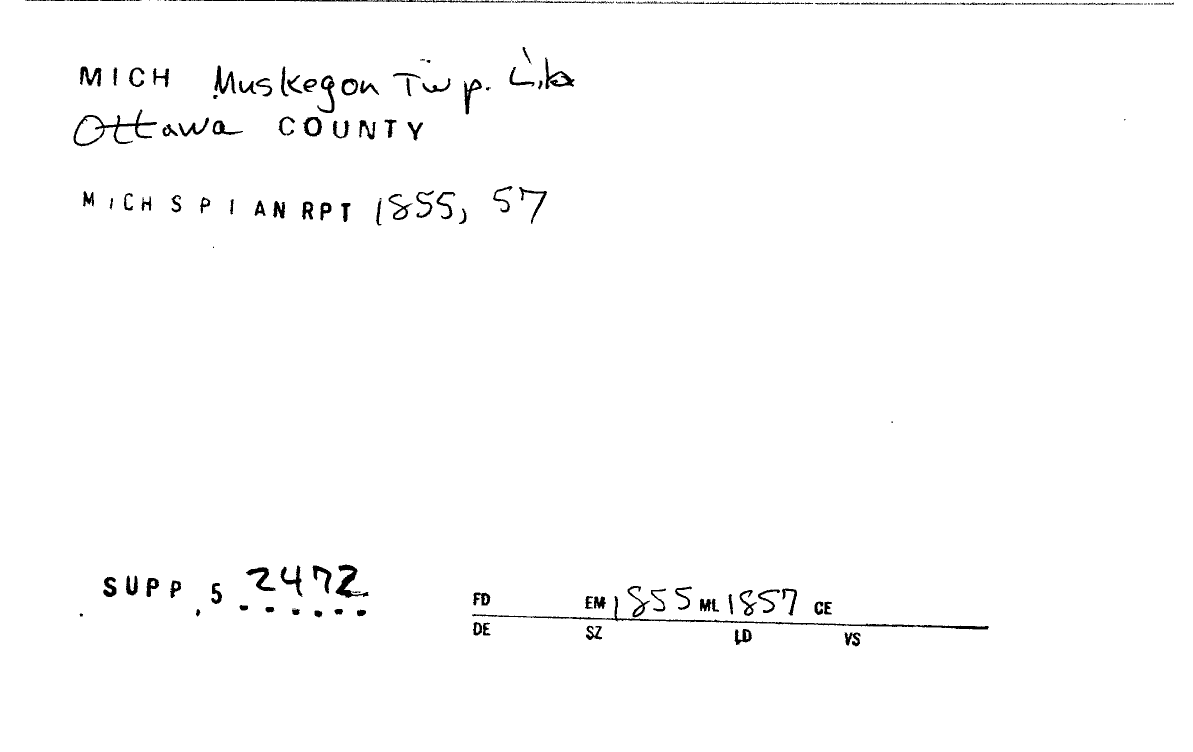 MICH Muskegon Twp. Lib
Ottawa COUNTY
MICH S P I AN RPT 1855, 57
SUPP 5 2472
FD EM 1855 ML 1857 CE
DE SZ LD VS